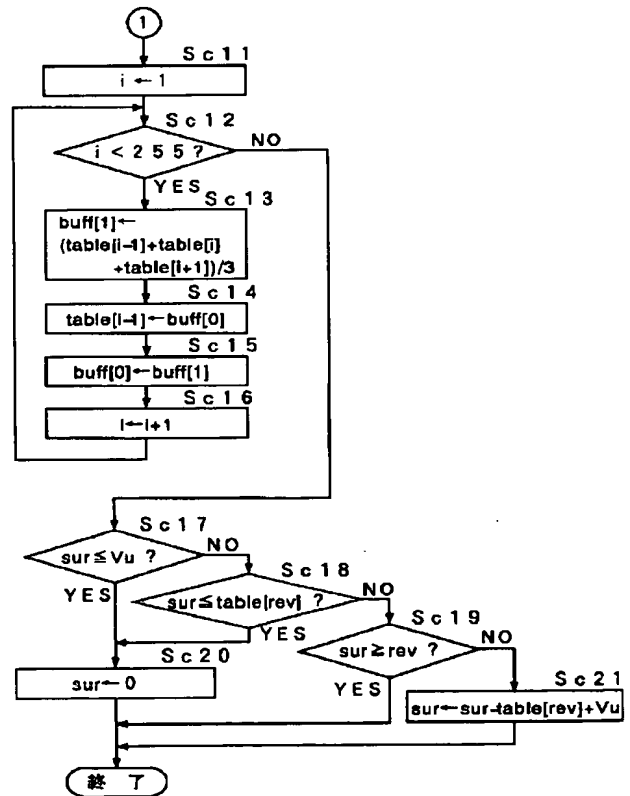 1
Sc11
i←1
Sc12
i<255?
NO
YES
Sc13
buff[1]←
(table[i-1]+table[i]
+table[i+1])/3
Sc14
table[i-1]←buff[0]
Sc15
buff[0]←buff[1]
Sc16
i←i+1
Sc17
sur≦Vu ?
NO
YES
Sc18
sur≦table[rev] ?
NO
YES
Sc19
sur≧rev ?
NO
YES
Sc20
sur←0
Sc21
sur←sur-table[rev]+Vu
終 了